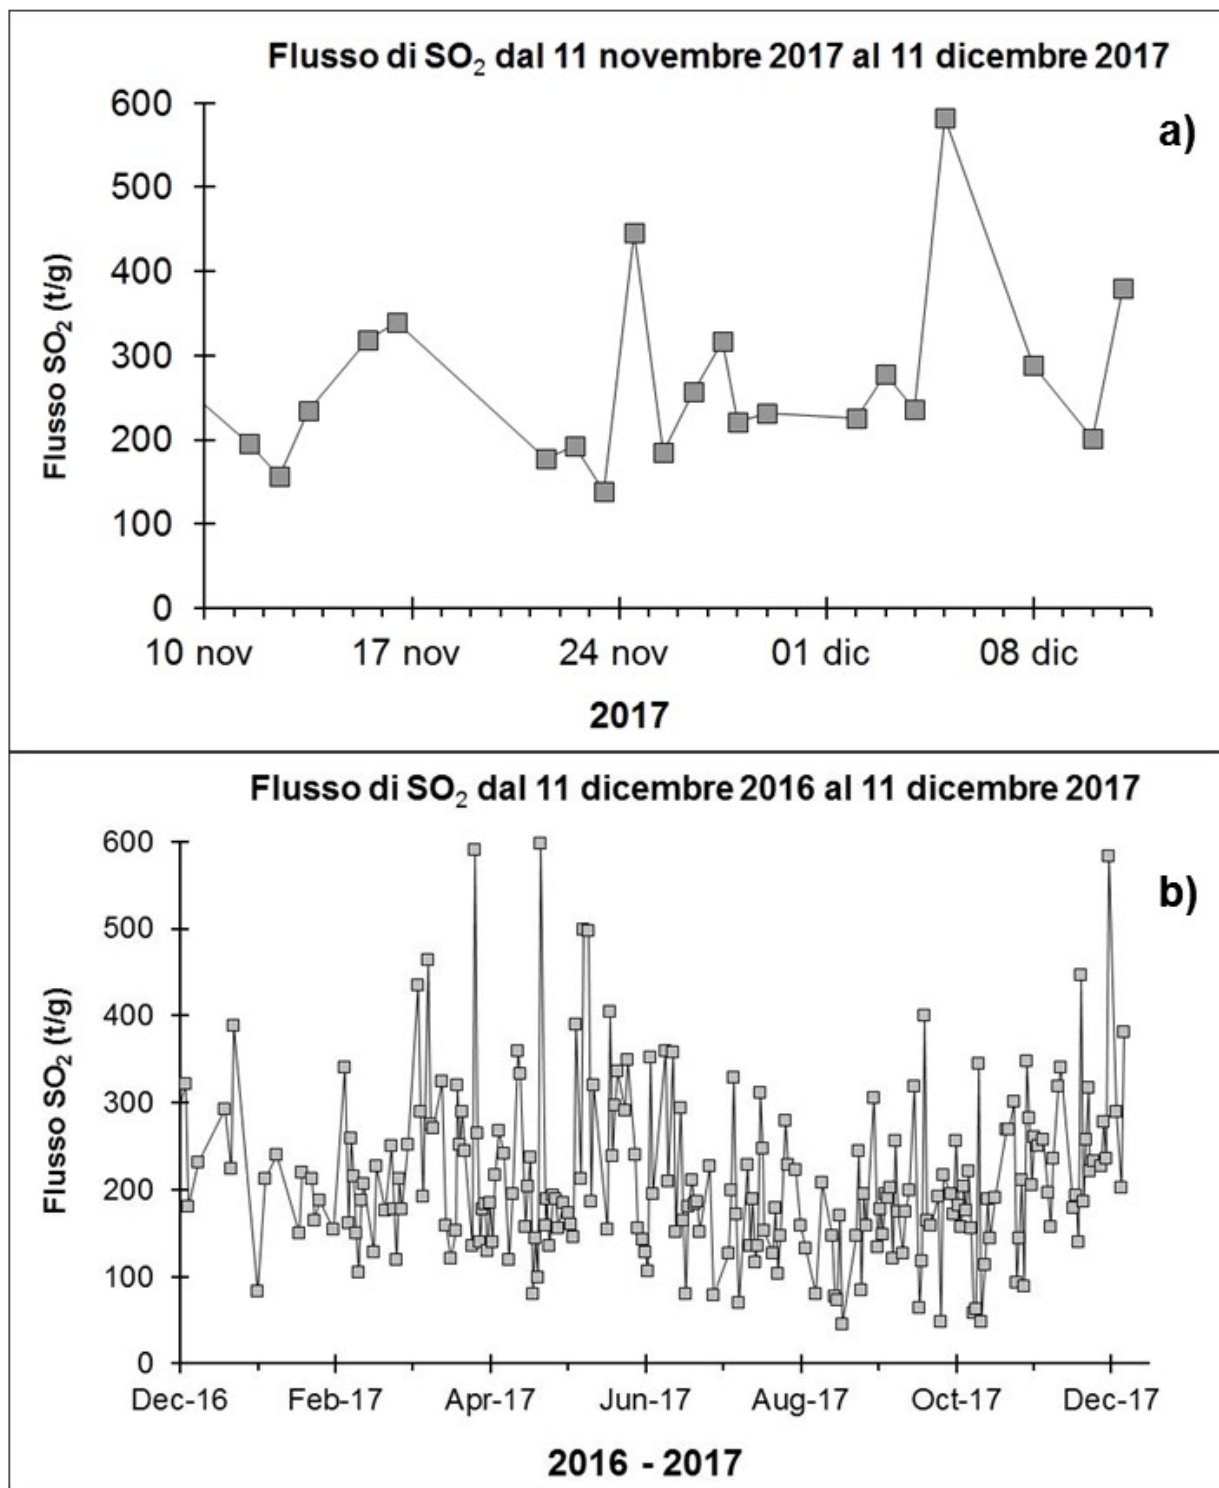 Flusso di SO₂ dal 11 novembre 2017 al 11 dicembre 2017
a)
600
500
400
300
200
100
0
Flusso SO₂ (t/g)
10 nov 17 nov 24 nov 01 dic 08 dic
2017
Flusso di SO₂ dal 11 dicembre 2016 al 11 dicembre 2017
b)
600
500
400
300
200
100
0
Flusso SO₂ (t/g)
Dec-16 Feb-17 Apr-17 Jun-17 Aug-17 Oct-17 Dec-17
2016 - 2017